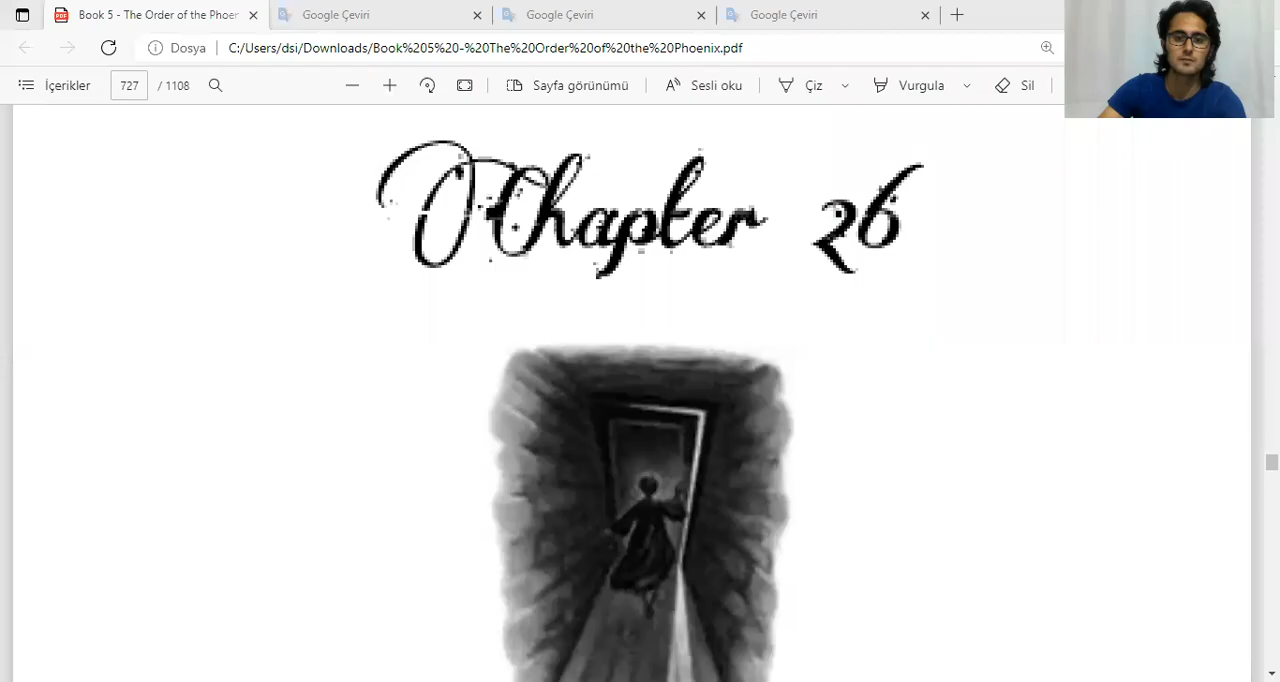 Book 5 - The Order of the Phoer
Google Çeviri
Google Çeviri
Google Çeviri
Dosya
C:/Users/dsi/Downloads/Book%205%20-%20The%20Order%20of%20the%20Phoenix.pdf
İçerikler
727 / 1108
Sayfa görünümü
Sesli oku
Çiz
Vurgula
Sil
Chapter 26